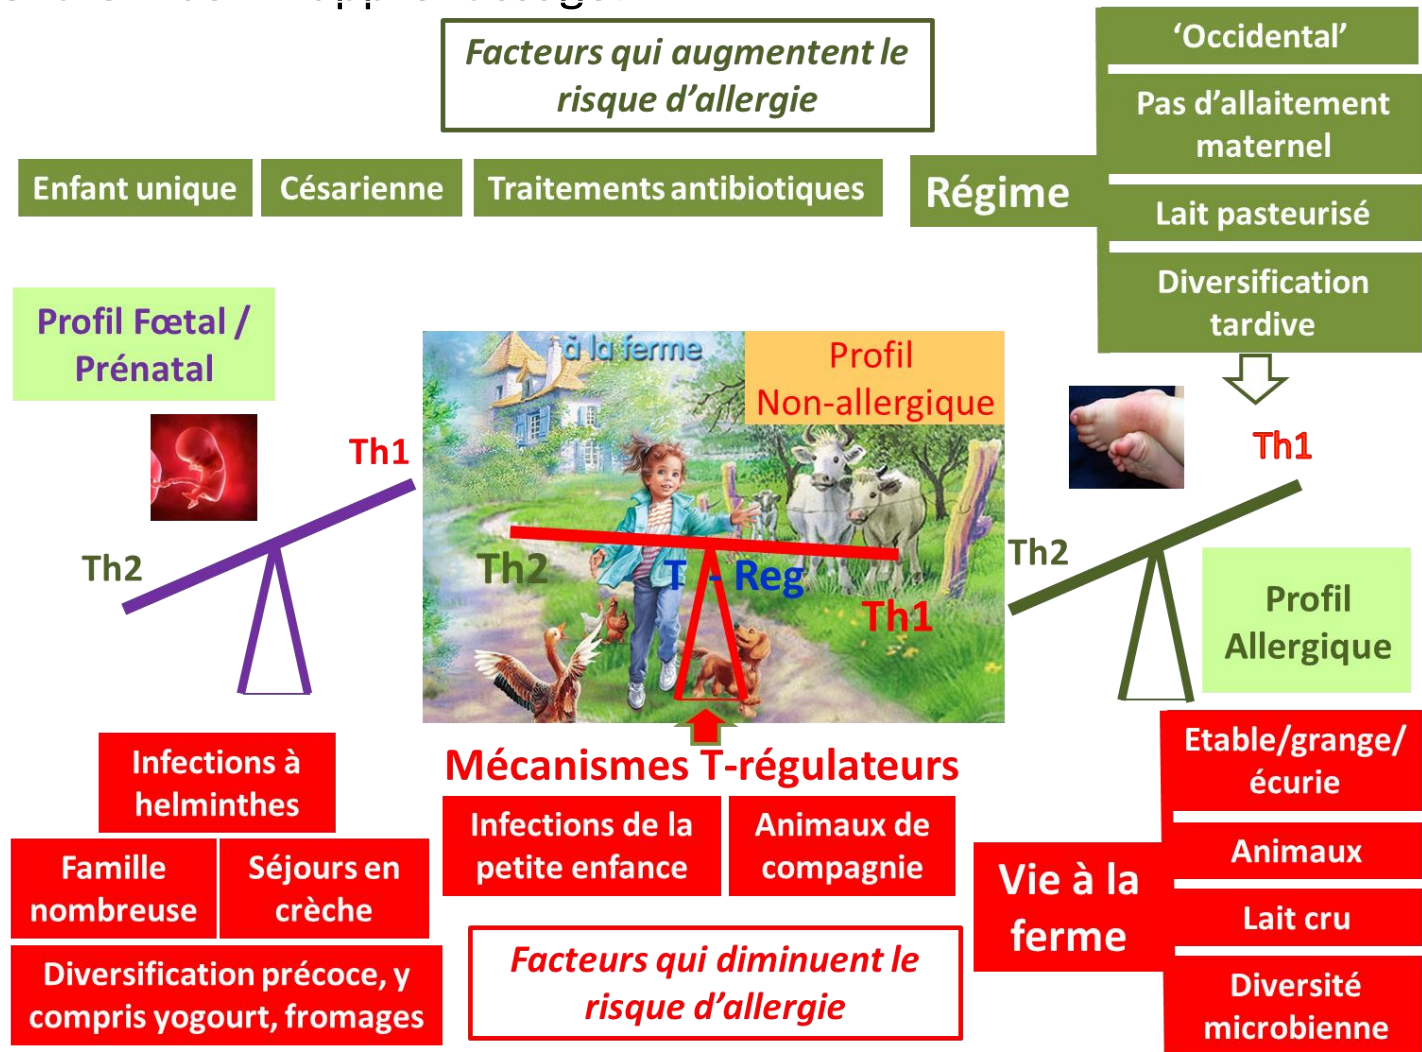 Facteurs qui augmentent le
risque d'allergie
‘Occidental’
Pas d'allaitement
maternel
Enfant unique
Césarienne
Traitements antibiotiques
Régime
Lait pasteurisé
Diversification
tardive
Profil Fœtal /
Prénatal
à la ferme
Profil
Non-allergique
Th1
Th2
Th2
T - Reg
Th1
Th1
Th2
Profil
Allergique
Mécanismes T-régulateurs
Infections à
helminthes
Famille
nombreuse
Séjours en
crèche
Diversification précoce, y
compris yogourt, fromages
Infections de la
petite enfance
Animaux de
compagnie
Facteurs qui diminuent le
risque d'allergie
Vie à la
ferme
Etable/grange/
écurie
Animaux
Lait cru
Diversité
microbienne